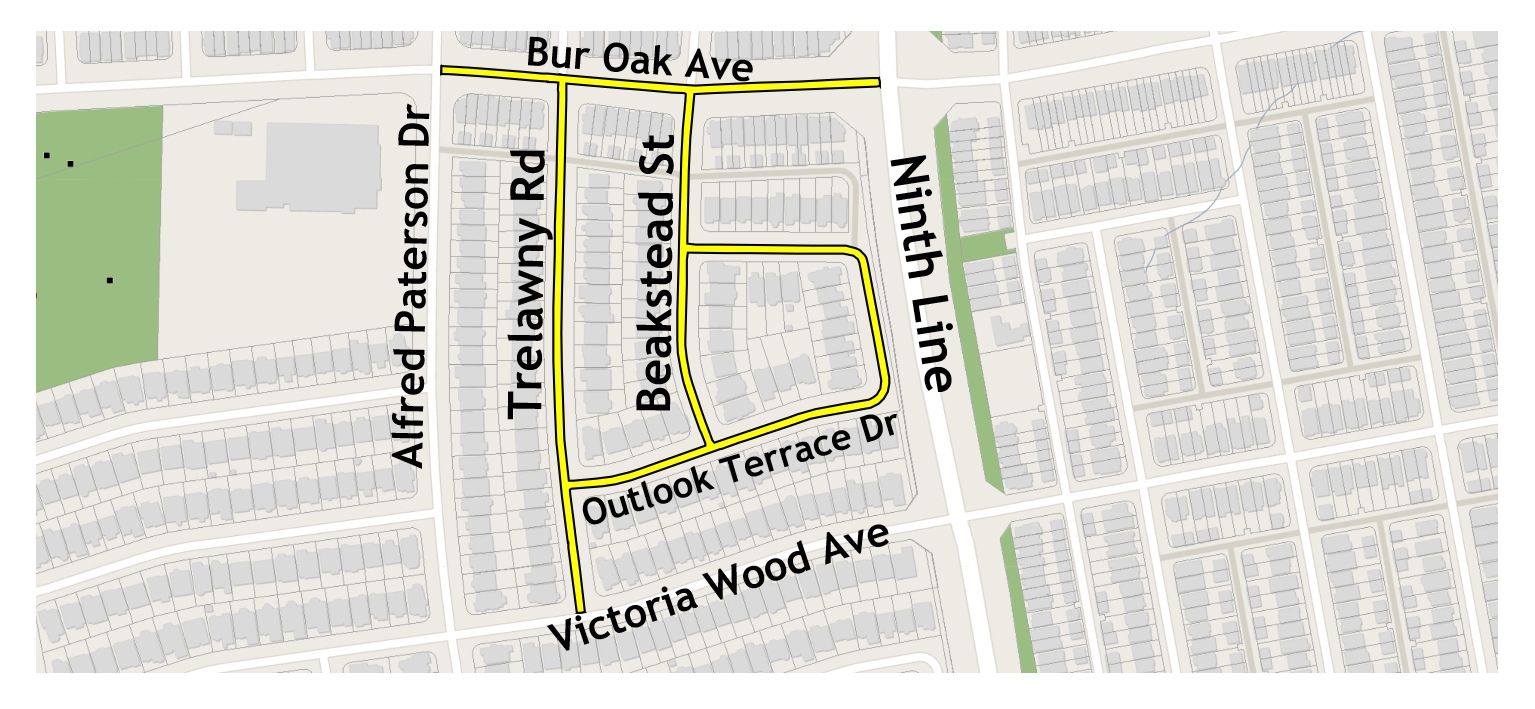 Bur Oak Ave
Alfred Paterson Dr
Trelawny Rd
Beakstead St
Ninth Line
Outlook Terrace Dr
Victoria Wood Ave